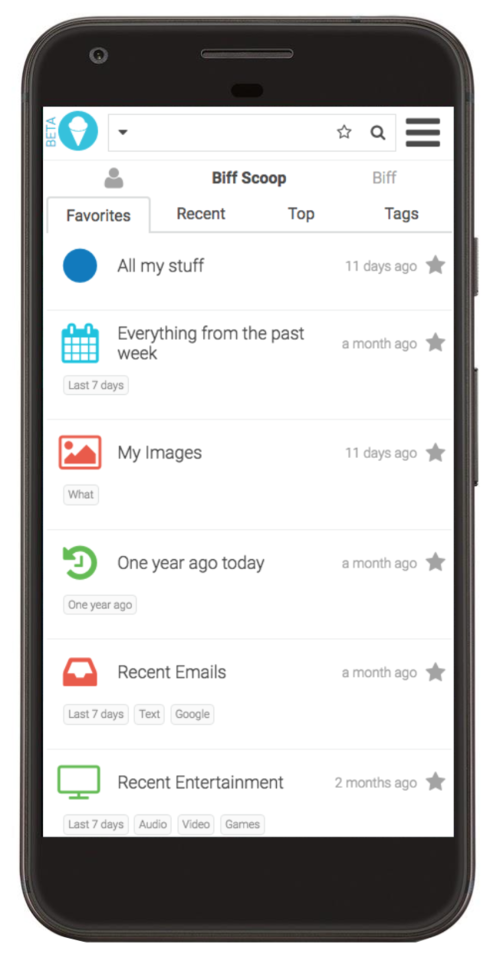 BETA
Biff Scoop
Biff
Favorites
Recent
Top
Tags
All my stuff
11 days ago
Everything from the past
week
a month ago
Last 7 days
My Images
11 days ago
What
One year ago today
a month ago
One year ago
Recent Emails
a month ago
Last 7 days
Text
Google
Recent Entertainment
2 months ago
Last 7 days
Audio
Video
Games